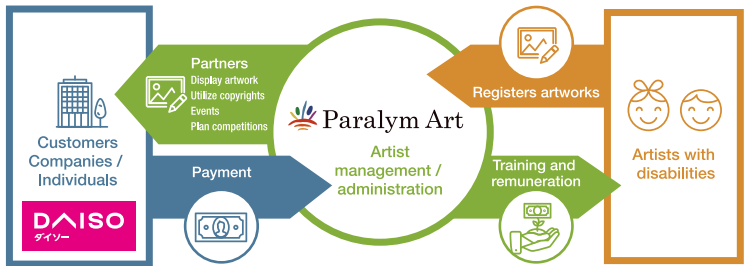 Partners
Display artwork
Utilize copyrights
Events
Plan competitions
Customers
Companies /
Individuals
DAISO
ダイソー
Payment
Paralym Art
Artist
management /
administration
Registers artworks
Training and
remuneration
Artists with
disabilities